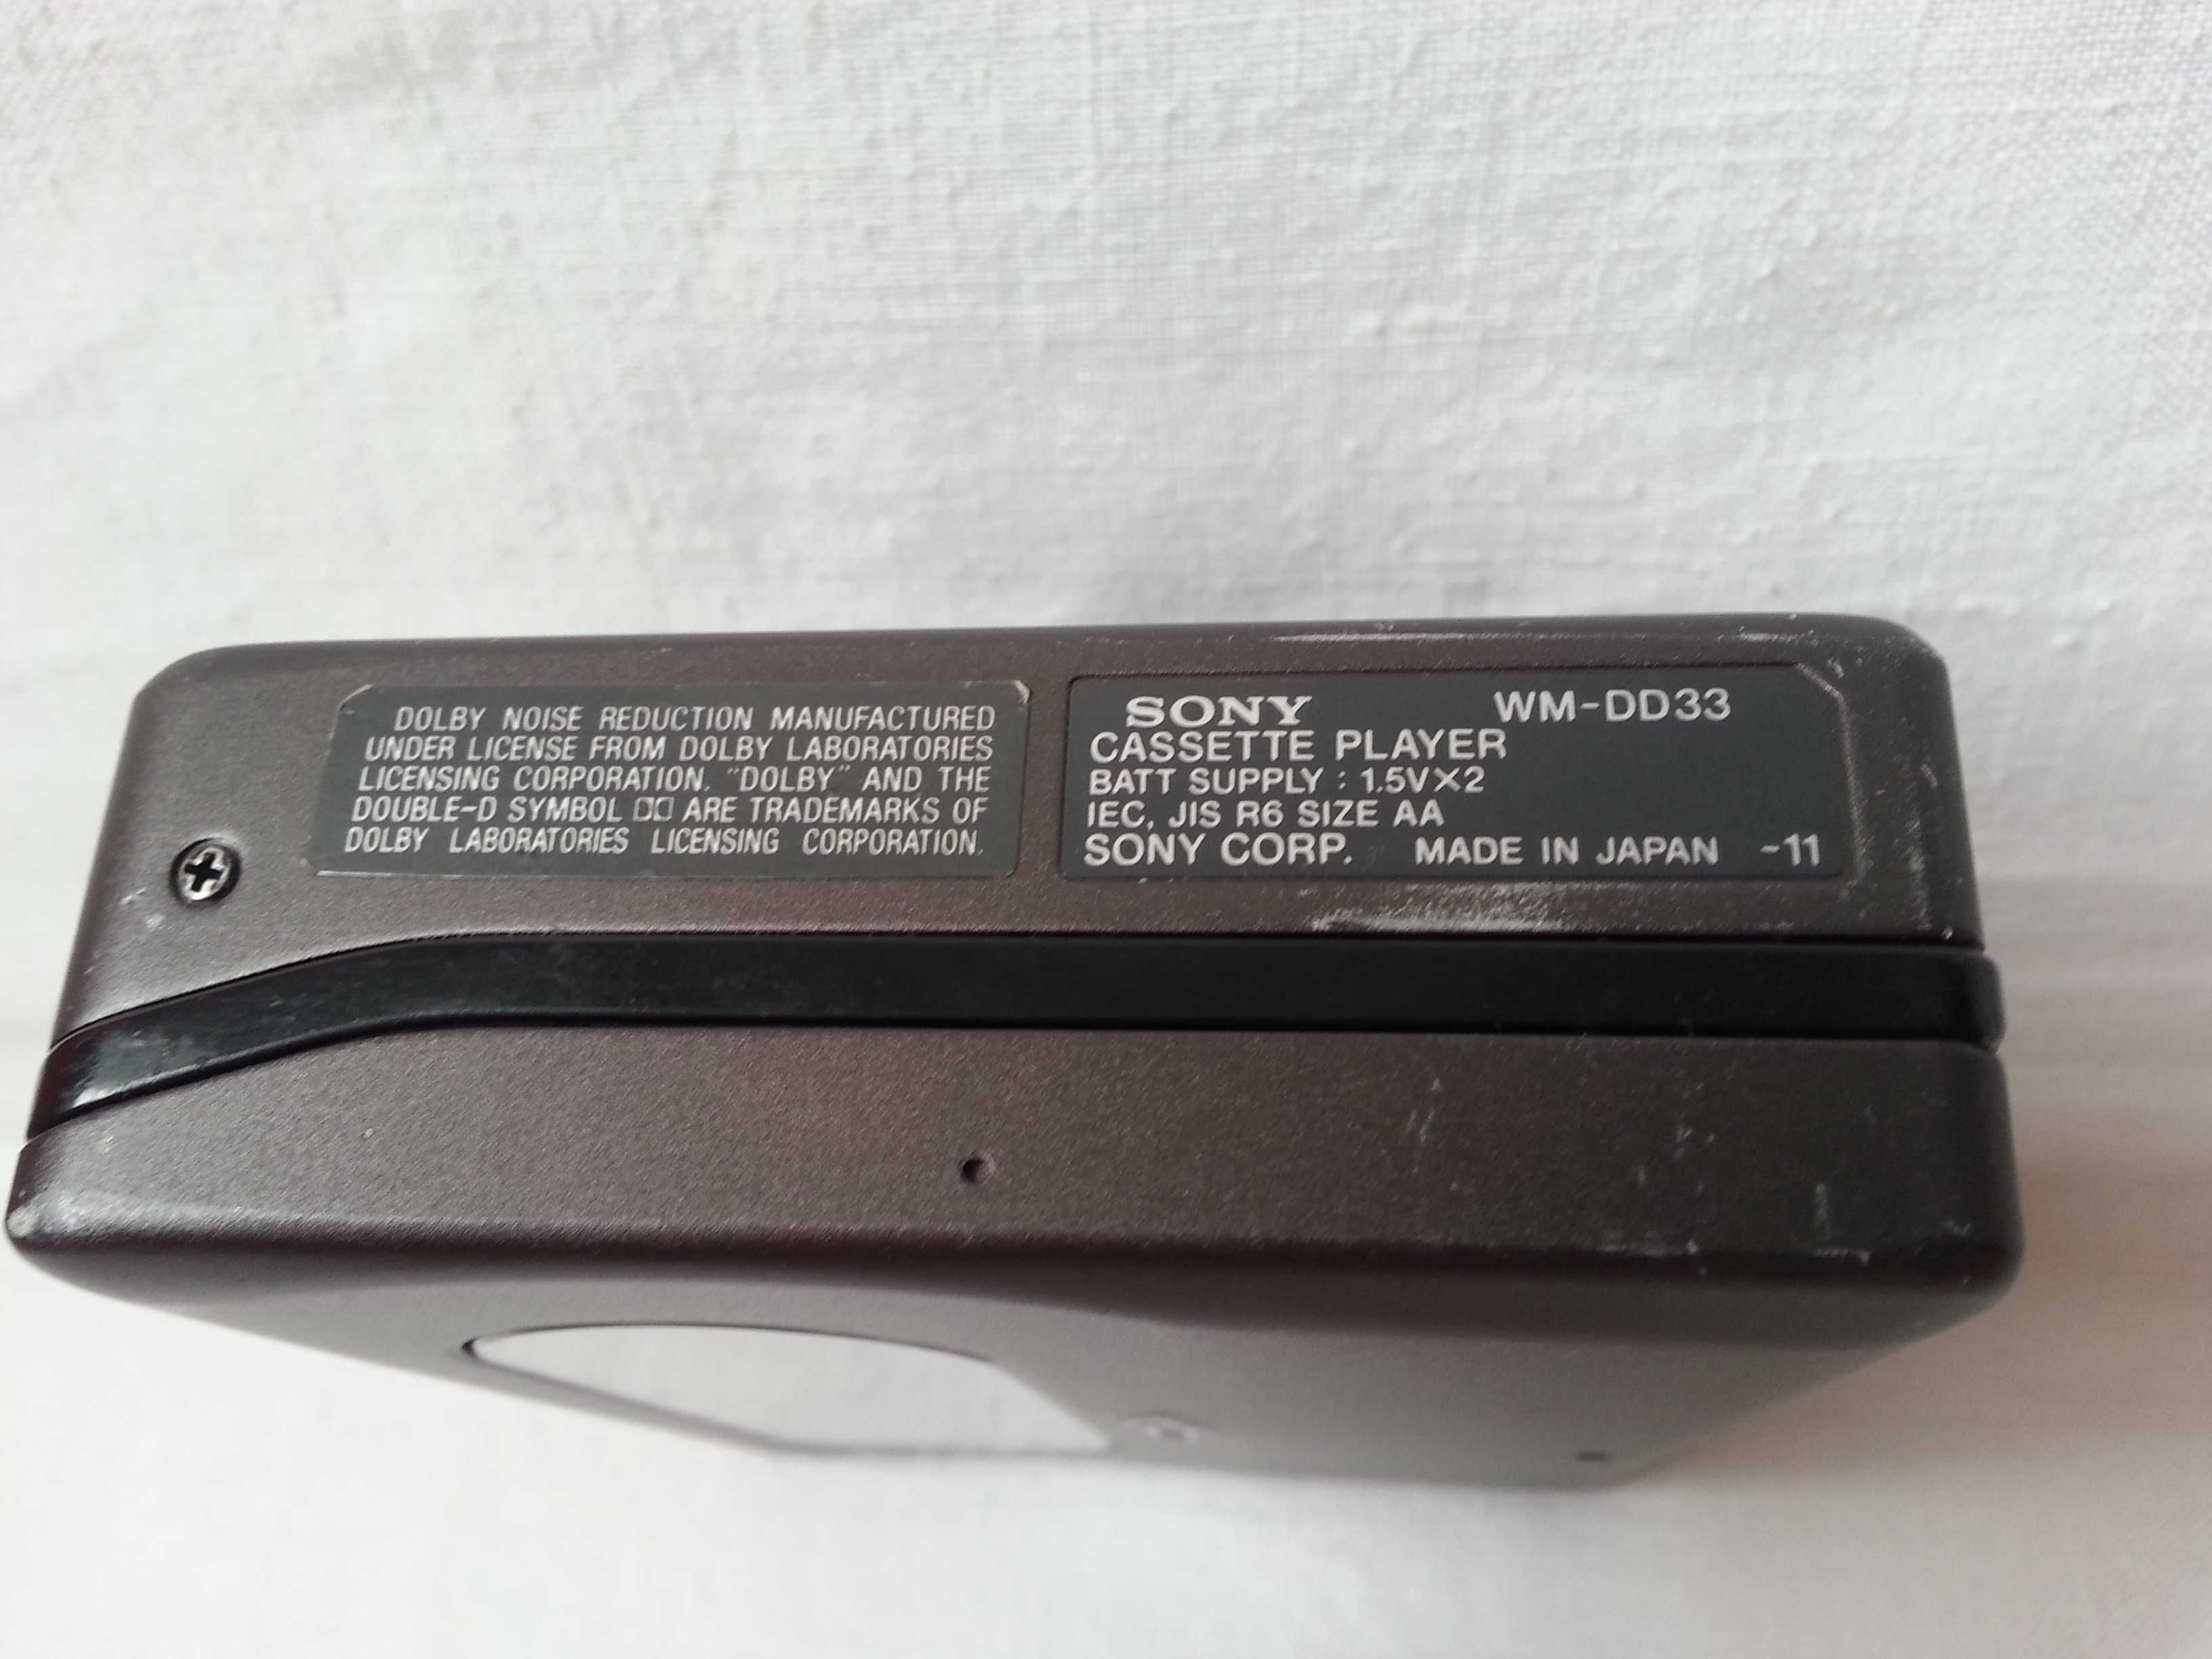 DOLBY NOISE REDUCTION MANUFACTURED
UNDER LICENSE FROM DOLBY LABORATORIES
LICENSING CORPORATION. "DOLBY" AND THE
DOUBLE-D SYMBOL ARE TRADEMARKS OF
DOLBY LABORATORIES LICENSING CORPORATION.
SONY WM-DD33
CASSETTE PLAYER
BATT SUPPLY : 1.5V×2
IEC, JIS R6 SIZE AA
SONY CORP. MADE IN JAPAN -11